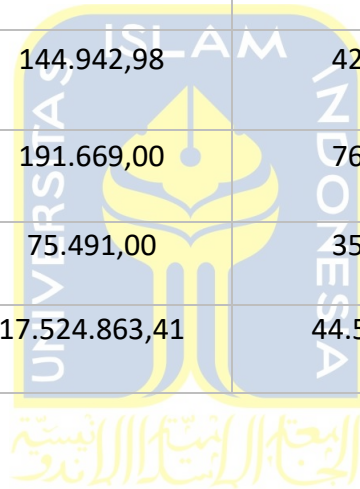 ISLAM
UNIVERSITAS
INDONESIA
144.942,98 42
191.669,00 76
75.491,00 35
17.524.863,41 44.5